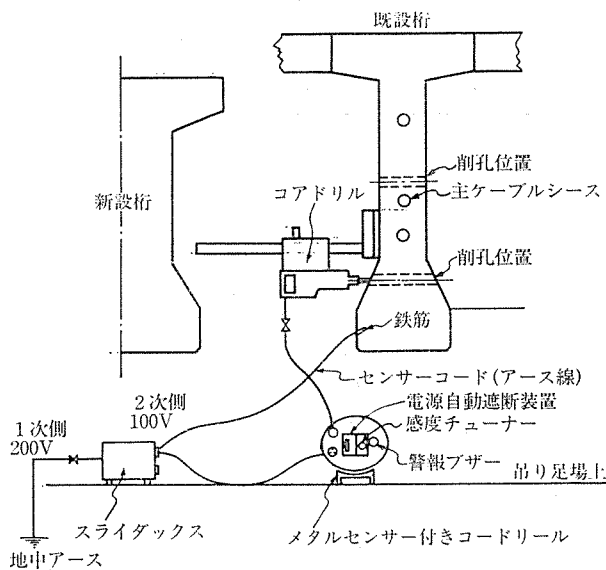 既設桁
削孔位置
主ケーブルシース
コアドリル
新設桁
削孔位置
鉄筋
センサーコード(アース線)
2次側
100V
電源自動遮断装置
1次側
200V
感度チューナー
警報ブザー
吊り足場上
スライダックス
メタルセンサー付きコードリール
地中アース